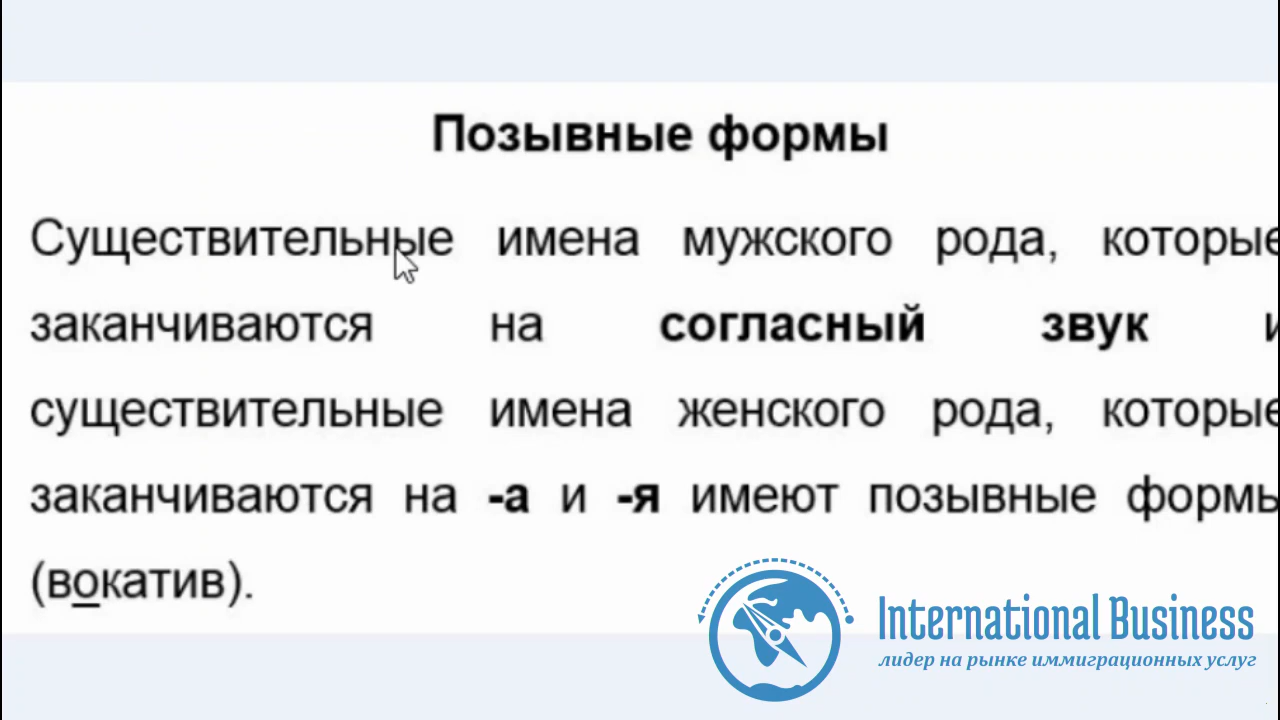 Позывные формы
Существительные имена мужского рода, которые
заканчиваются на согласный звук и
существительные имена женского рода, которые
заканчиваются на -а и -я имеют позывные формы
(вокатив).
International Business
лидер на рынке иммиграционных услуг